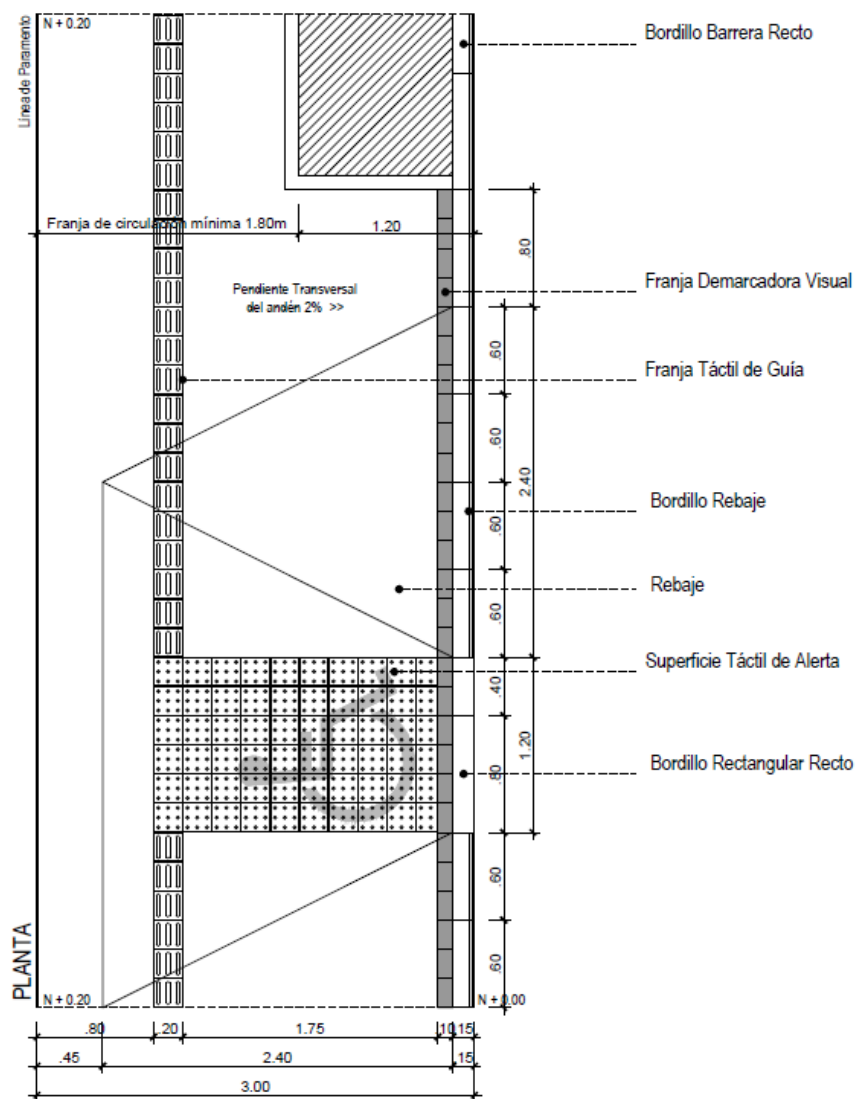 N + 0.20
Bordillo Barrera Recto
Línea de Paramento
Franja de circulación mínima 1.80m
1.20
.80
Pendiente Transversal
del andén 2% >>
Franja Demarcadora Visual
.60
Franja Táctil de Guía
.60
2.40
.60
Bordillo Rebaje
.60
Rebaje
Superficie Táctil de Alerta
.40
1.20
.80
Bordillo Rectangular Recto
.60
.60
PLANTA
N + 0.20
N + 0.00
.80
.20
1.75
.10
.15
.45
2.40
.15
3.00